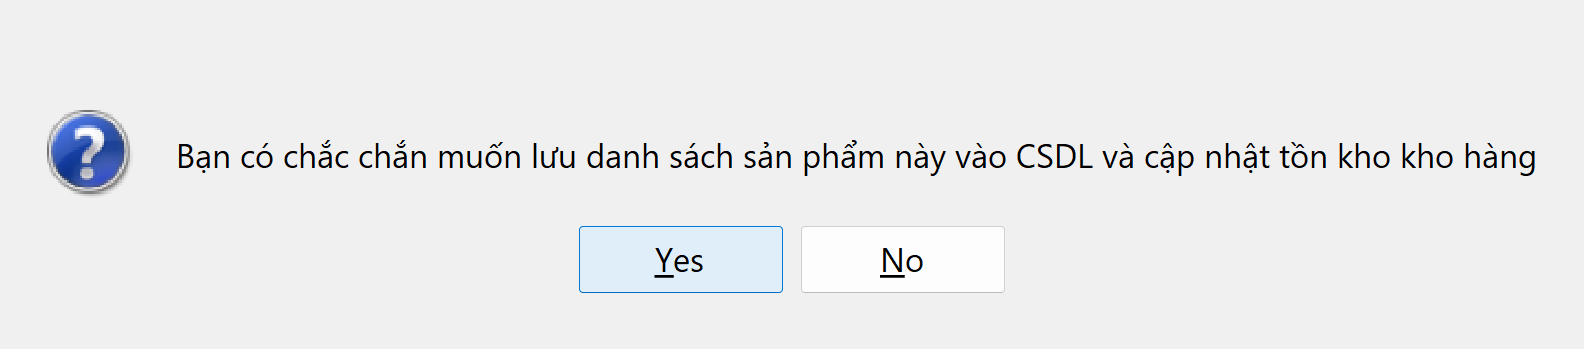 Bạn có chắc chắn muốn lưu danh sách sản phẩm này vào CSDL và cập nhật tồn kho kho hàng
Yes No